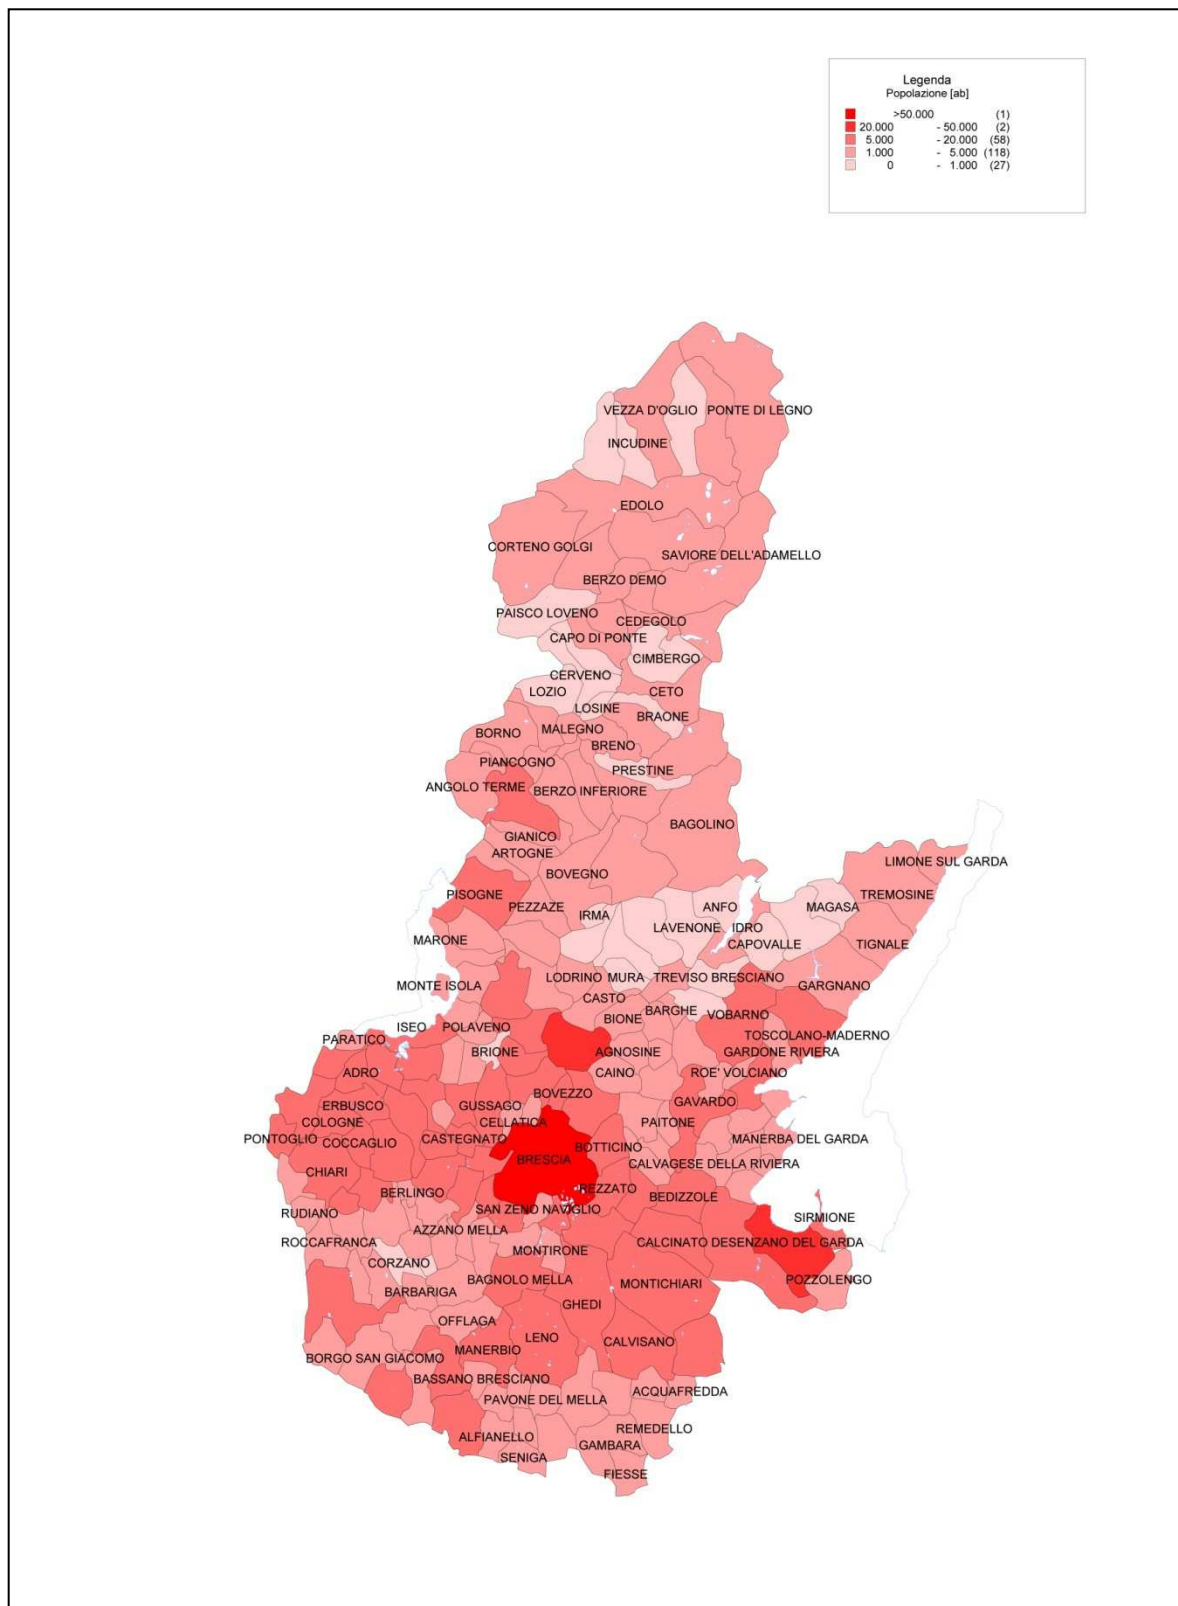 Legenda
Popolazione [ab]
>50.000 (1)
20.000 - 50.000 (2)
5.000 - 20.000 (58)
1.000 - 5.000 (118)
0 - 1.000 (27)
VEZZA D'OGLIO
PONTE DI LEGNO
INCUDINE
EDOLO
CORTENO GOLGI
SAVIORE DELL'ADAMELLO
BERZO DEMO
PAISCO LOVENO
CEDEGOLO
CAPO DI PONTE
CIMBERGO
CERVENO
LOZIO
CETO
LOSINE
BRAONE
MALEGNO
BORNO
BRENO
PIANCOGNO
PRESTINE
ANGOLO TERME
BERZO INFERIORE
BAGOLINO
GIANICO
ARTOGNE
LIMONE SUL GARDA
BOVEGNO
PISOGNE
TREMOSINE
PEZZAZE
ANFO
MAGASA
IRMA
LAVENONE
IDRO
MARONE
CAPOVALLE
TIGNALE
LODRINO
MURA
TREVISO BRESCIANO
MONTE ISOLA
GARGNANO
CASTO
BARGHE
VOBARNO
BIONE
ISEO
POLAVENO
PARATICO
TOSCOLANO-MADERNO
BRIONE
AGNOSINE
GARDONE RIVIERA
ADRO
CAINO
ROE' VOLCIANO
BOVEZZO
GAVARDO
ERBUSCO
GUSSAGO
COLOGNE
CELLATICA
PAITONE
PONTOGLIO
COCCAGLIO
CASTEGNATO
MANERBA DEL GARDA
BOTTICINO
BRESCIA
CALVAGESE DELLA RIVIERA
CHIARI
BERLINGO
REZZATO
BEDIZZOLE
RUDIANO
SAN ZENO NAVIGLIO
SIRMIONE
AZZANO MELLA
ROCCAFRANCA
CALCINATO
DESENZANO DEL GARDA
MONTIRONE
CORZANO
BAGNOLO MELLA
MONTICHIARI
POZZOLENGO
BARBARIGA
GHEDI
OFFLAGA
LENO
CALVISANO
MANERBIO
BORGO SAN GIACOMO
BASSANO BRESCIANO
ACQUAFREDDA
PAVONE DEL MELLA
REMEDELLO
ALFIANELLO
GAMBARA
SENIGA
FIESSE